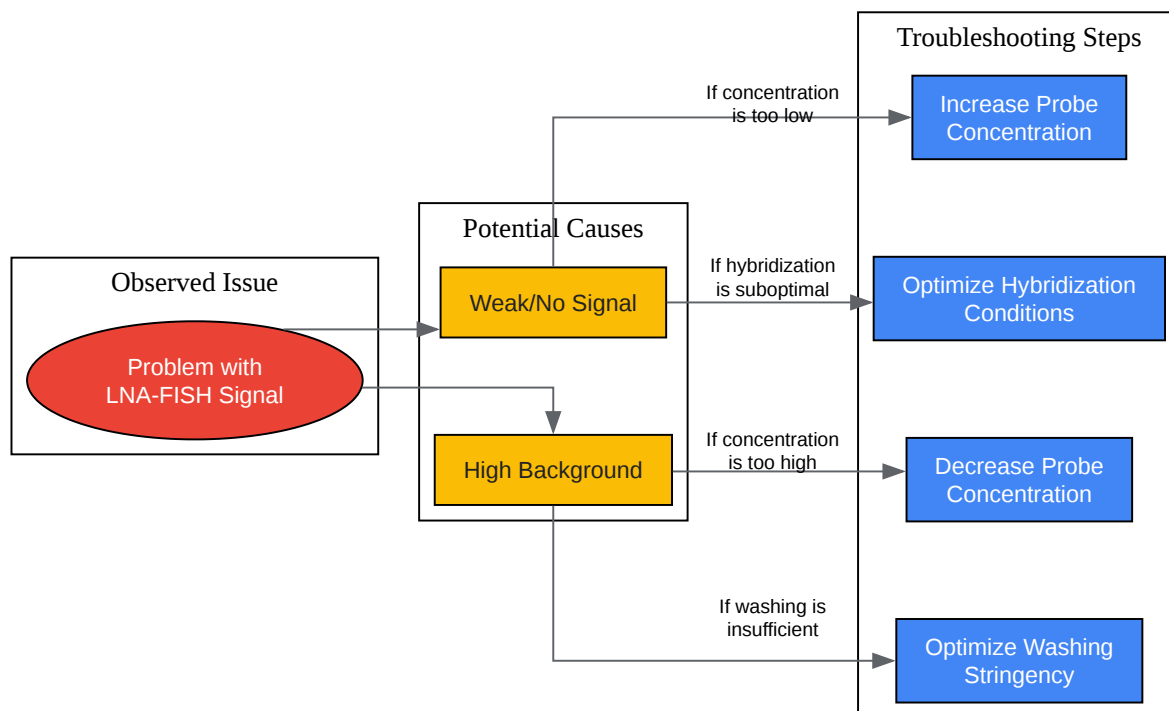 Observed Issue
Problem with
LNA-FISH Signal
Potential Causes
Weak/No Signal
High Background
If concentration
is too low
If hybridization
is suboptimal
If concentration
is too high
If washing is
insufficient
Troubleshooting Steps
Increase Probe
Concentration
Optimize Hybridization
Conditions
Decrease Probe
Concentration
Optimize Washing
Stringency